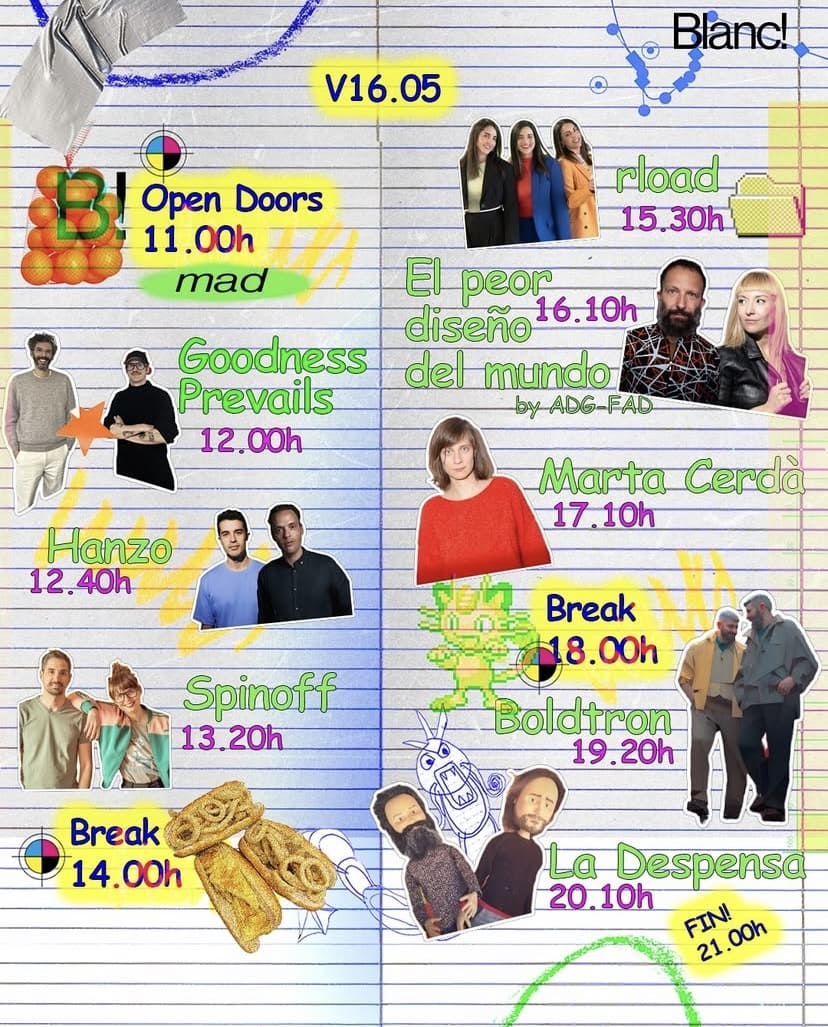 Blanc!
V16.05
B!
Open Doors
11.00h
mad
Goodness
Prevails
12.00h
Hanzo
12.40h
Spinoff
13.20h
Break
14.00h
rload
15.30h
El peor
diseño
16.10h
del mundo
by ADG-FAD
Marta Cerdà
17.10h
Break
18.00h
Boldtron
19.20h
La Despensa
20.10h
FIN!
21.00h